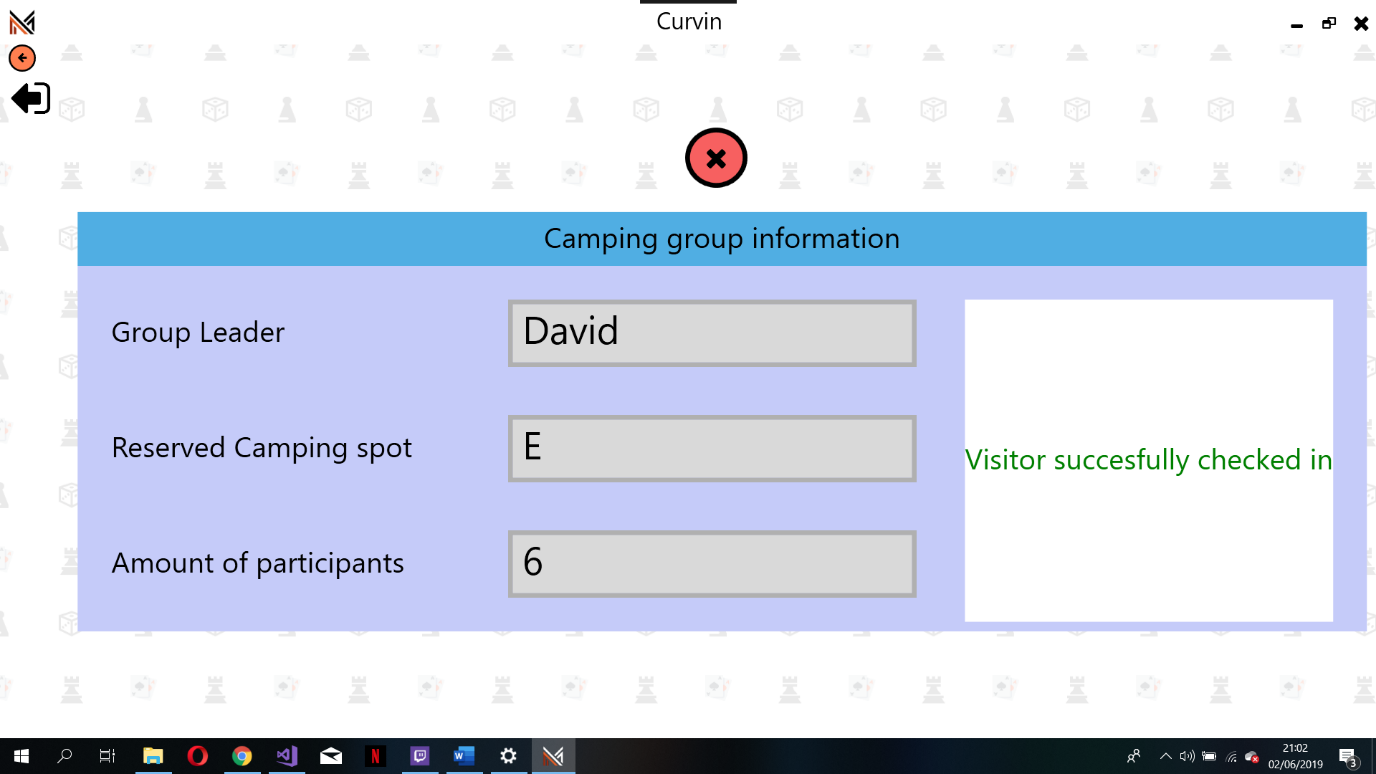 Curvin
Camping group information
Group Leader
David
Reserved Camping spot
E
Visitor succesfully checked in
Amount of participants
6
21:02
02/06/2019
3